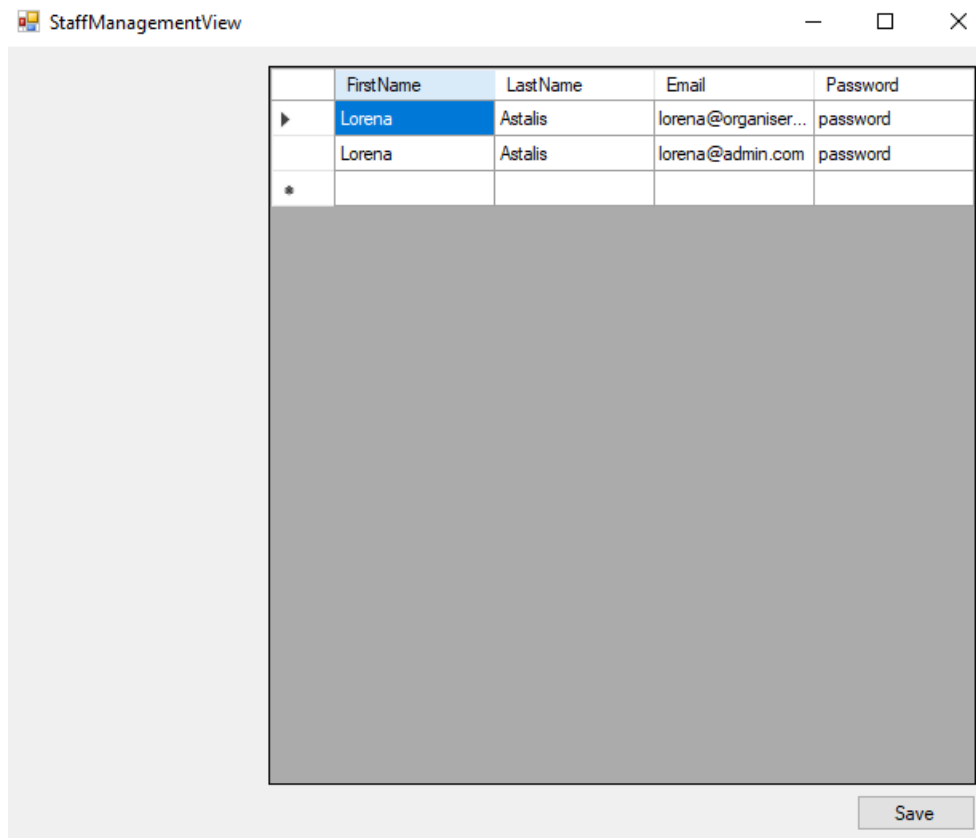 StaffManagementView
FirstName LastName Email Password
Lorena Astalis lorena@organiser... password
Lorena Astalis lorena@admin.com password
Save